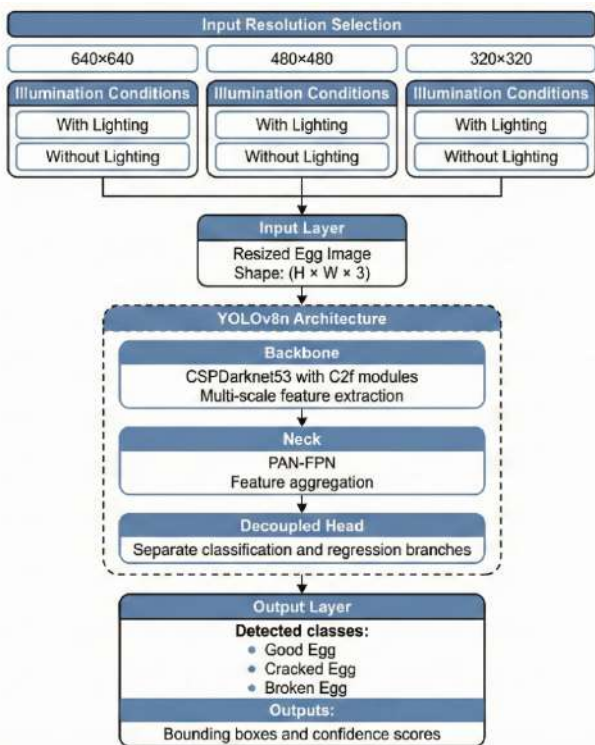 Input Resolution Selection
640×640
480×480
320×320
Illumination Conditions
Illumination Conditions
Illumination Conditions
With Lighting
With Lighting
With Lighting
Without Lighting
Without Lighting
Without Lighting
Input Layer
Resized Egg Image
Shape: (H × W × 3)
YOLOv8n Architecture
Backbone
CSPDarknet53 with C2f modules
Multi-scale feature extraction
Neck
PAN-FPN
Feature aggregation
Decoupled Head
Separate classification and regression branches
Output Layer
Detected classes:
Good Egg
Cracked Egg
Broken Egg
Outputs:
Bounding boxes and confidence scores